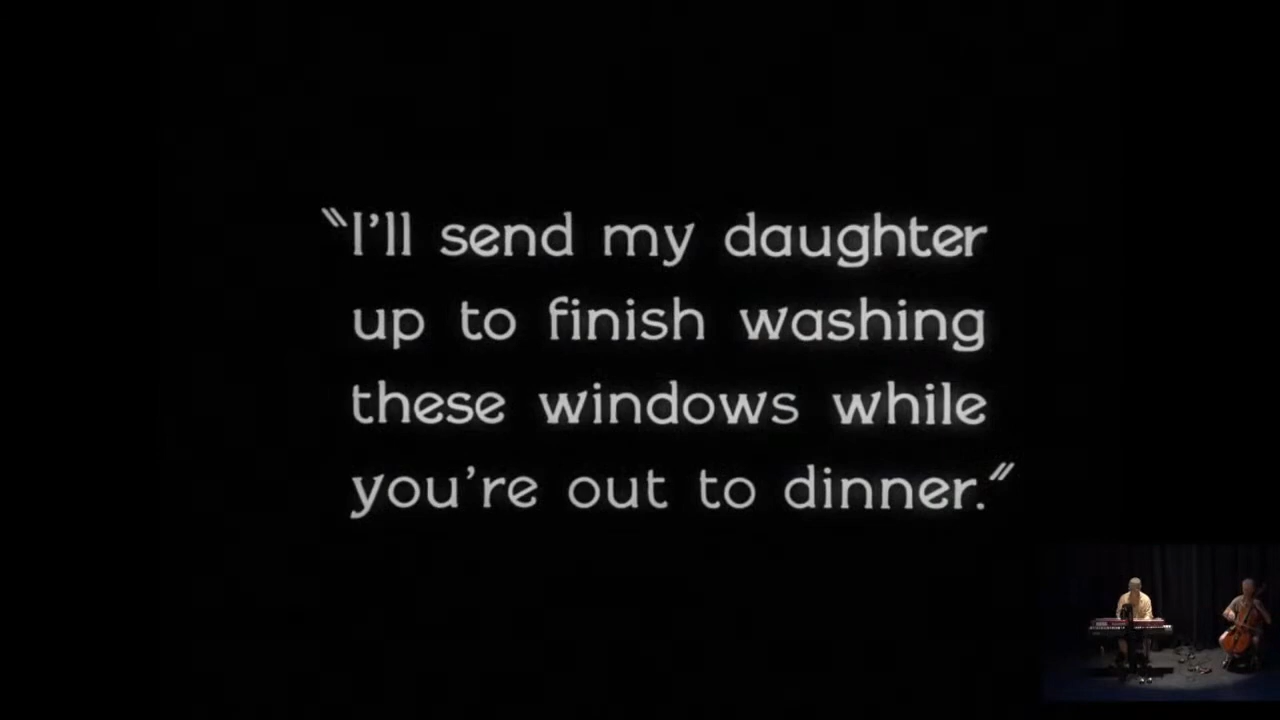 “I’ll send my daughter
up to finish washing
these windows while
you’re out to dinner.”